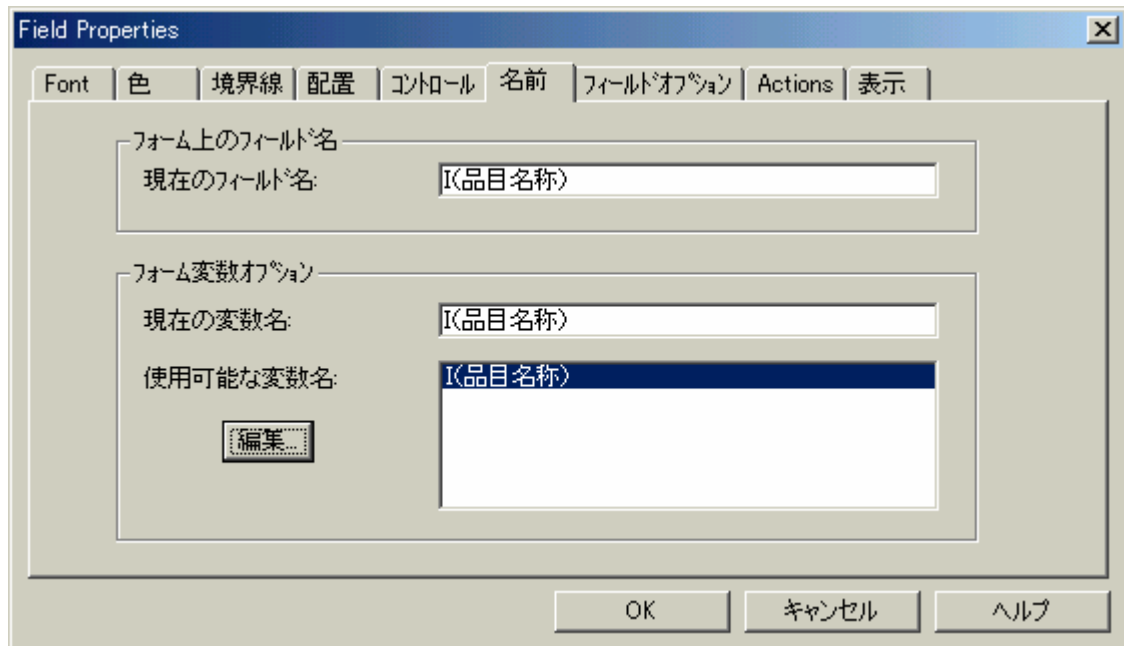 Field Properties
Font 色 境界線 配置 コントロール 名前 フィールドオプション Actions 表示
フォーム上のフィールド名
現在のフィールド名: I(品目名称)
フォーム変数オプション
現在の変数名: I(品目名称)
使用可能な変数名: I(品目名称)
編集...
OK キャンセル ヘルプ